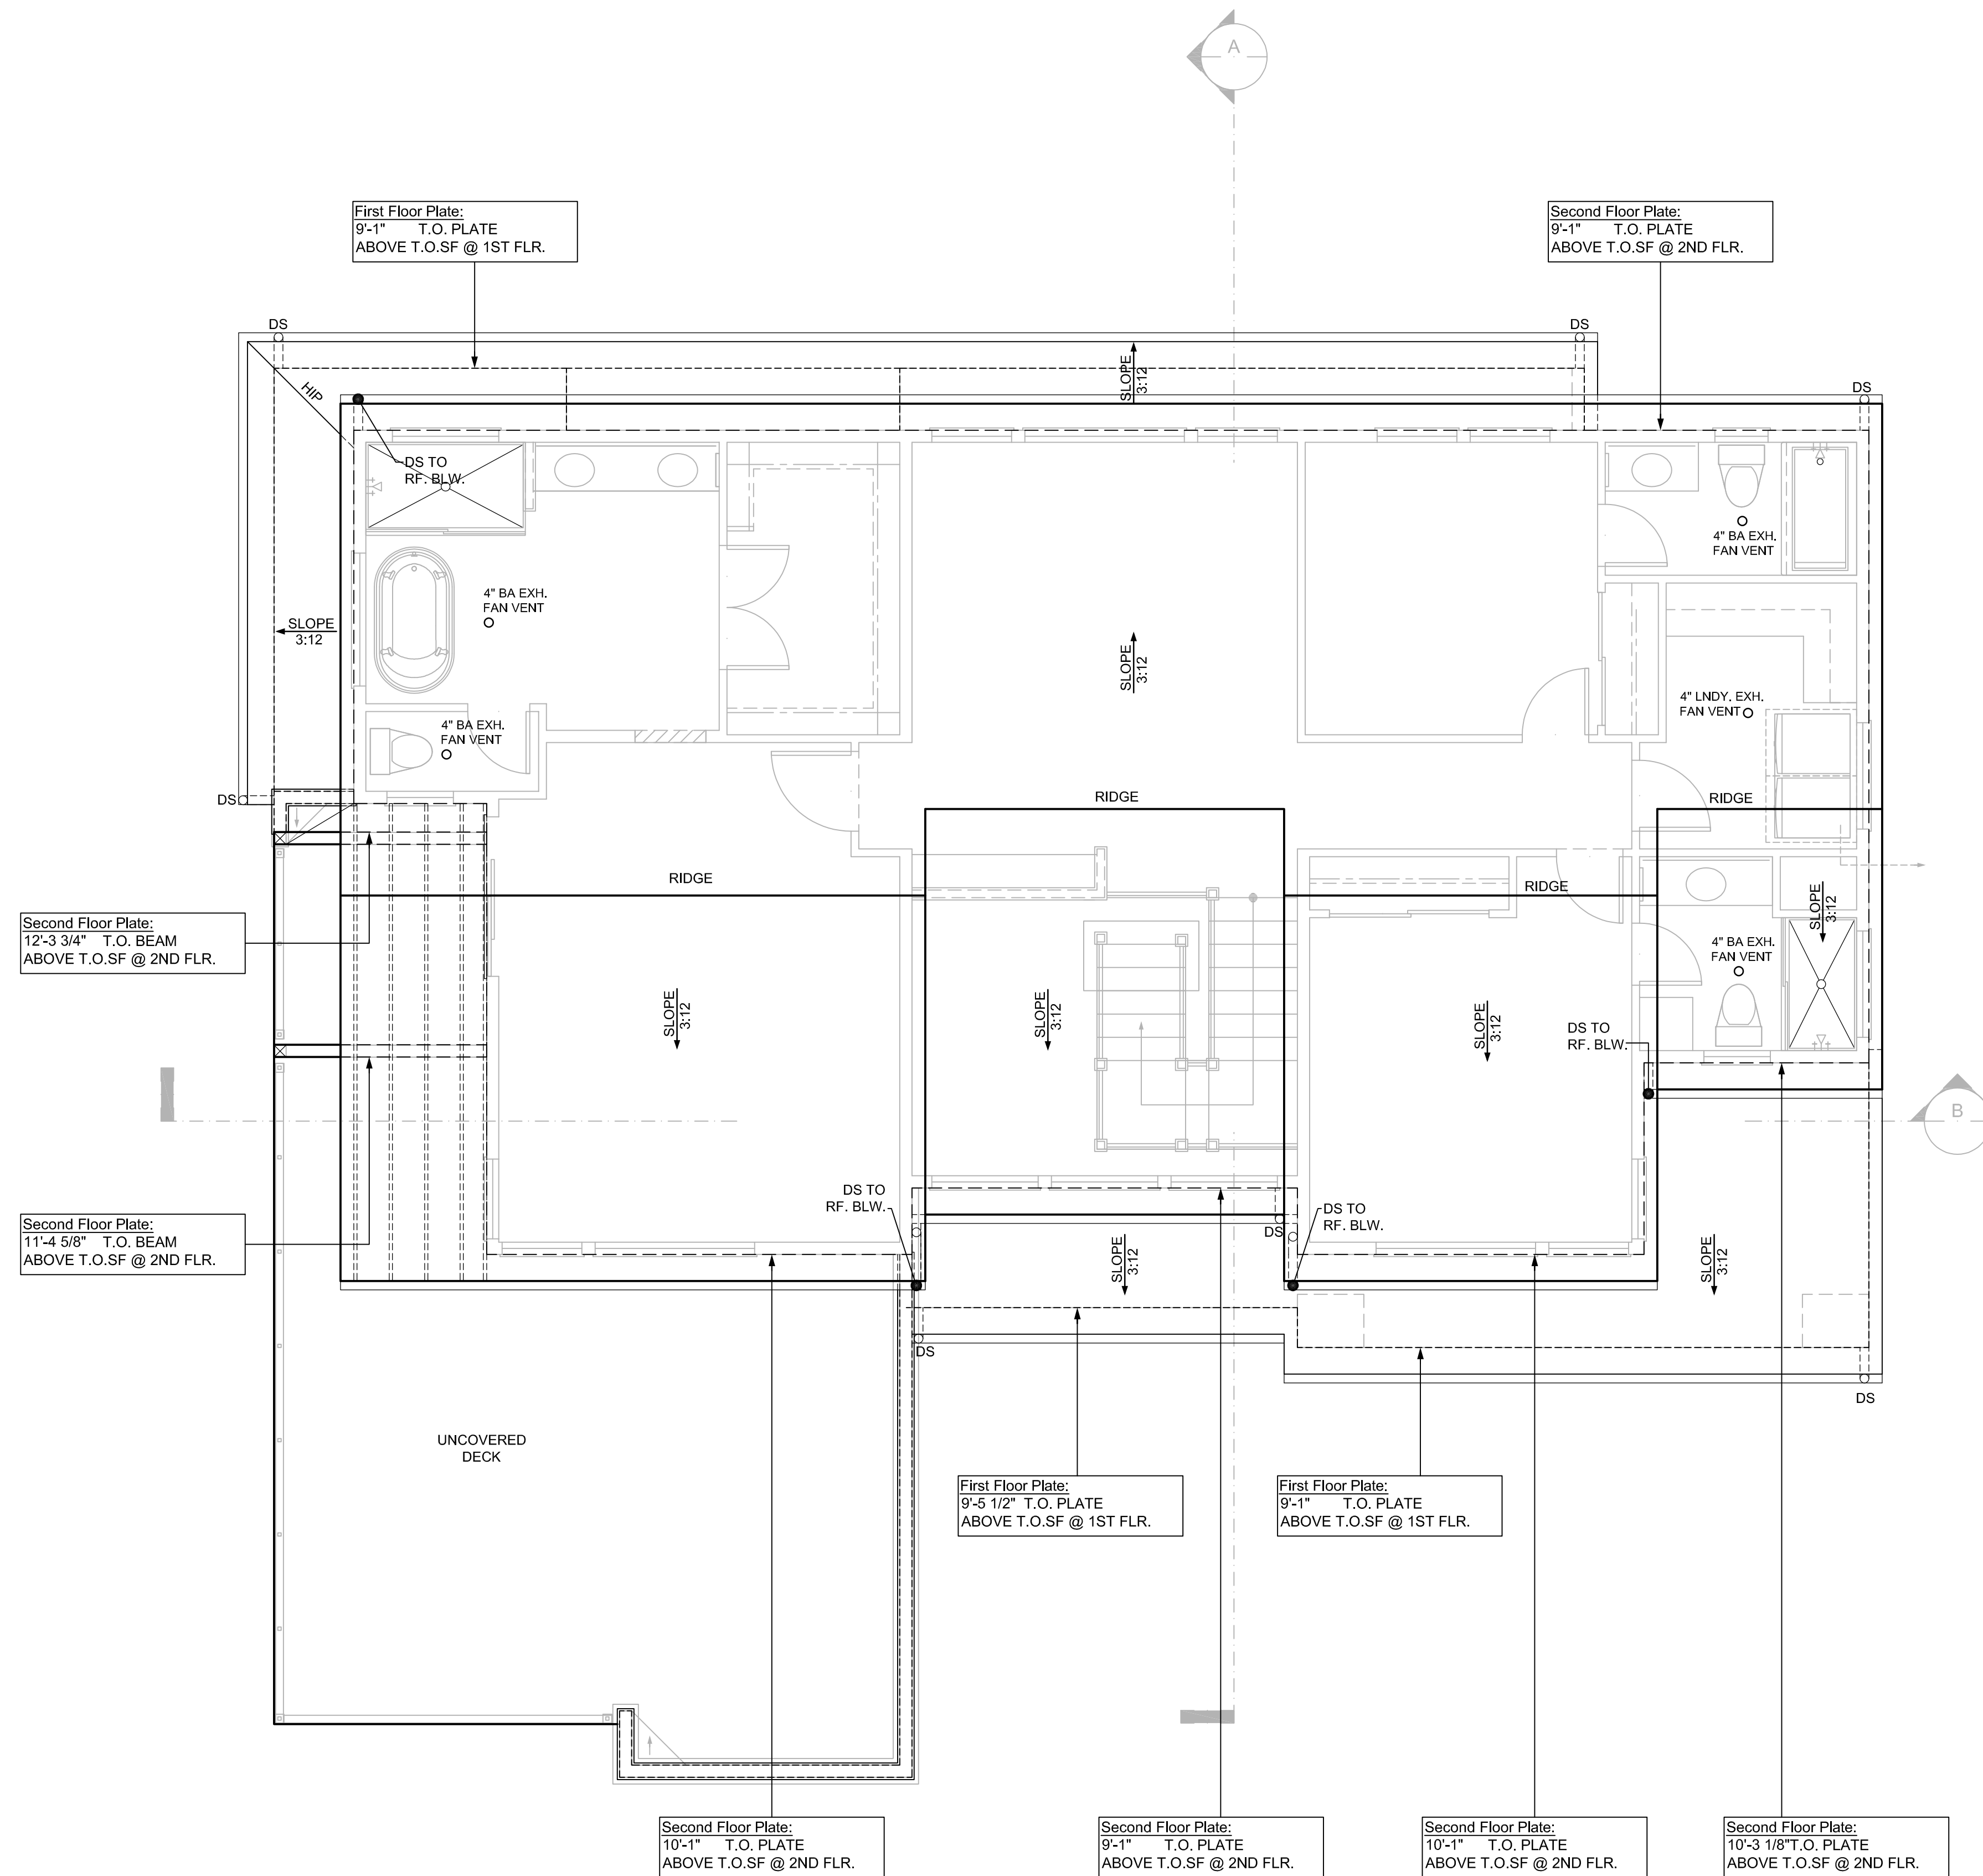 A
First Floor Plate:
9'-1" T.O. PLATE
ABOVE T.O.SF @ 1ST FLR.
Second Floor Plate:
9'-1" T.O. PLATE
ABOVE T.O.SF @ 2ND FLR.
DS
DS
DS
HIP
SLOPE
3:12
DS TO
RF. BLW.
4" BA EXH.
FAN VENT
4" BA EXH.
FAN VENT
SLOPE
3:12
SLOPE
3:12
4" LNDY. EXH.
FAN VENT
4" BA EXH.
FAN VENT
DS
RIDGE
RIDGE
RIDGE
RIDGE
Second Floor Plate:
12'-3 3/4" T.O. BEAM
ABOVE T.O.SF @ 2ND FLR.
SLOPE
3:12
4" BA EXH.
FAN VENT
SLOPE
3:12
SLOPE
3:12
SLOPE
3:12
DS TO
RF. BLW.
B
Second Floor Plate:
11'-4 5/8" T.O. BEAM
ABOVE T.O.SF @ 2ND FLR.
DS TO
RF. BLW.
DS
DS TO
RF. BLW.
SLOPE
3:12
SLOPE
3:12
DS
DS
UNCOVERED
DECK
First Floor Plate:
9'-5 1/2" T.O. PLATE
ABOVE T.O.SF @ 1ST FLR.
First Floor Plate:
9'-1" T.O. PLATE
ABOVE T.O.SF @ 1ST FLR.
Second Floor Plate:
10'-1" T.O. PLATE
ABOVE T.O.SF @ 2ND FLR.
Second Floor Plate:
9'-1" T.O. PLATE
ABOVE T.O.SF @ 2ND FLR.
Second Floor Plate:
10'-1" T.O. PLATE
ABOVE T.O.SF @ 2ND FLR.
Second Floor Plate:
10'-3 1/8"T.O. PLATE
ABOVE T.O.SF @ 2ND FLR.